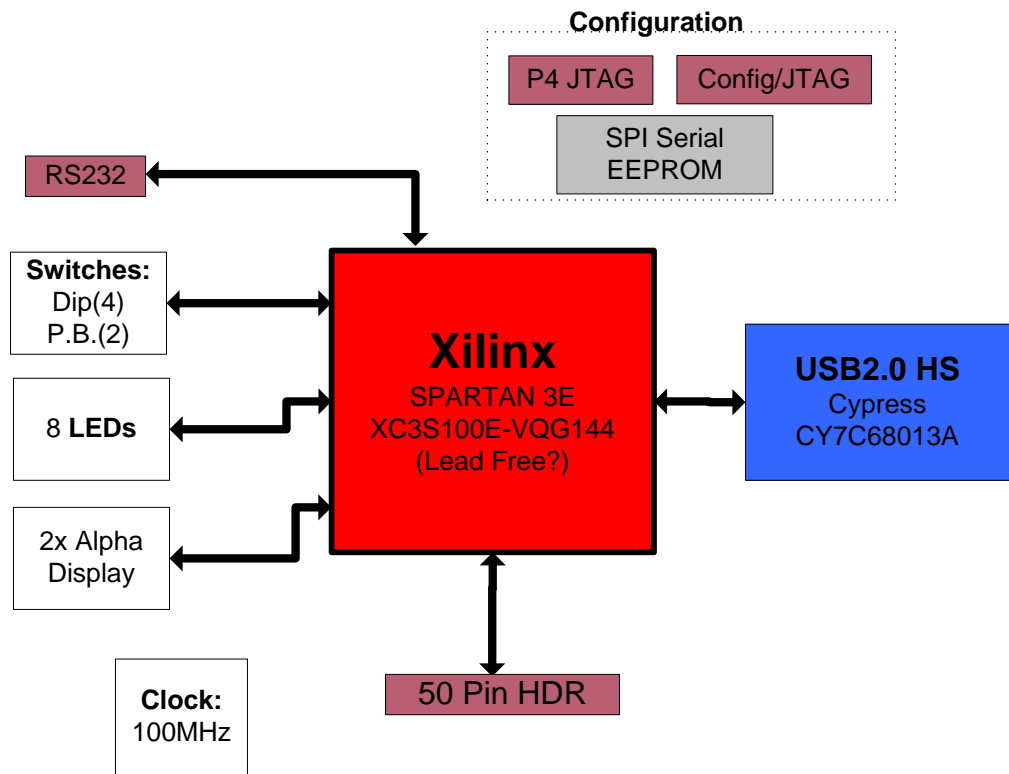 Configuration
P4 JTAG
Config/JTAG
SPI Serial
EEPROM
RS232
Switches:
Dip(4)
P.B.(2)
8 LEDs
2x Alpha
Display
Clock:
100MHz
Xilinx
SPARTAN 3E
XC3S100E-VQG144
(Lead Free?)
USB2.0 HS
Cypress
CY7C68013A
50 Pin HDR